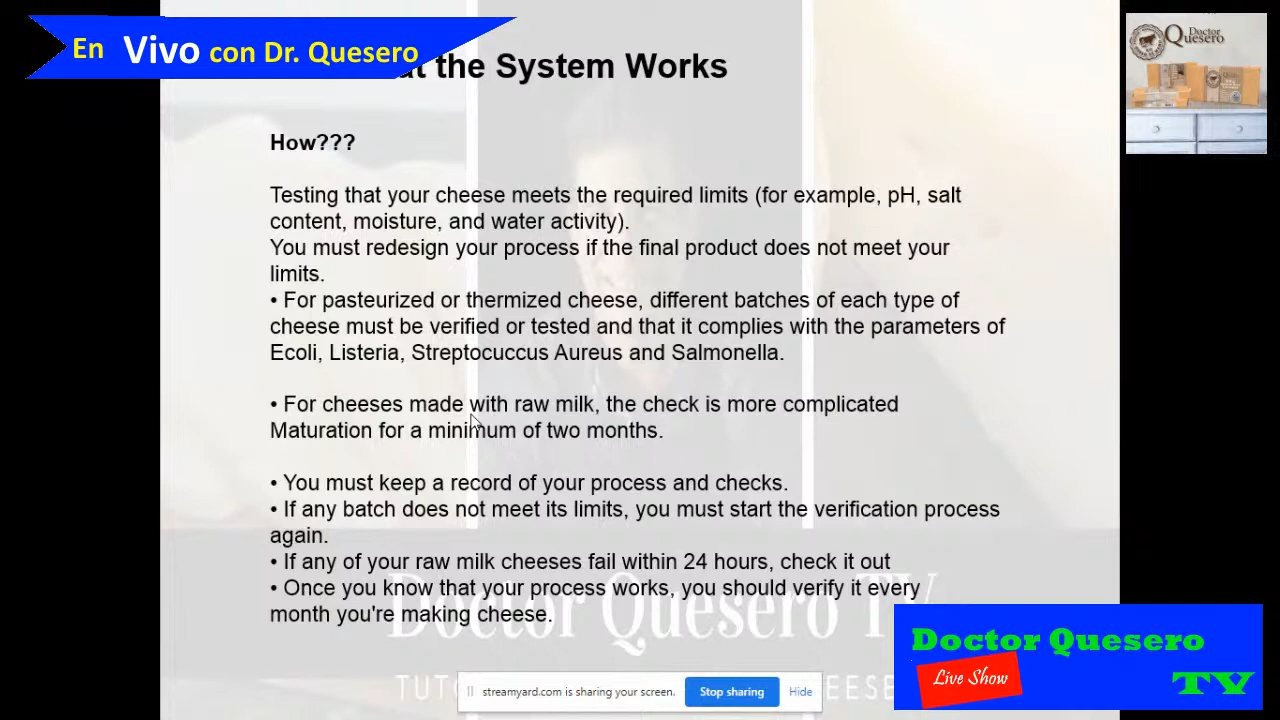 En Vivo con Dr. Quesero
at the System Works
Doctor
Quesero
How???
Testing that your cheese meets the required limits (for example, pH, salt
content, moisture, and water activity).
You must redesign your process if the final product does not meet your
limits.
• For pasteurized or thermized cheese, different batches of each type of
cheese must be verified or tested and that it complies with the parameters of
Ecoli, Listeria, Streptocuccus Aureus and Salmonella.
• For cheeses made with raw milk, the check is more complicated
Maturation for a minimum of two months.
• You must keep a record of your process and checks.
• If any batch does not meet its limits, you must start the verification process
again.
• If any of your raw milk cheeses fail within 24 hours, check it out
• Once you know that your process works, you should verify it every
month you're making cheese.
Doctor Quesero TV
streamyard.com is sharing your screen. Stop sharing Hide
Doctor Quesero
Live Show
TV